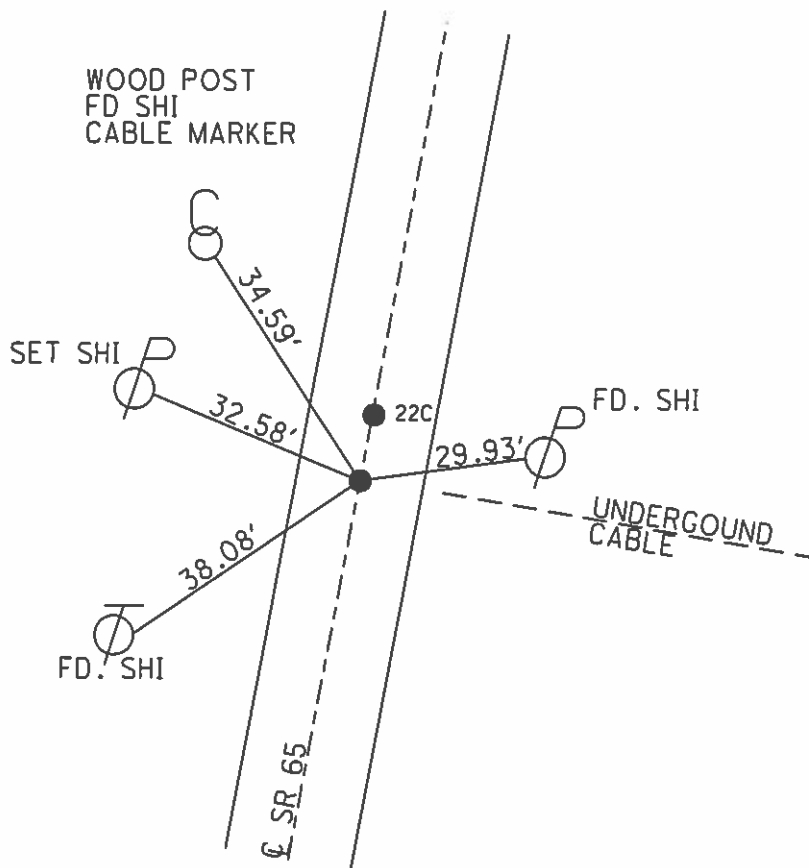 WOOD POST
FD SHI
CABLE MARKER
34.59'
SET SHI
32.58'
22C
FD. SHI
29.93'
UNDERGOUND
CABLE
38.08'
FD. SHI
℄ SR 65